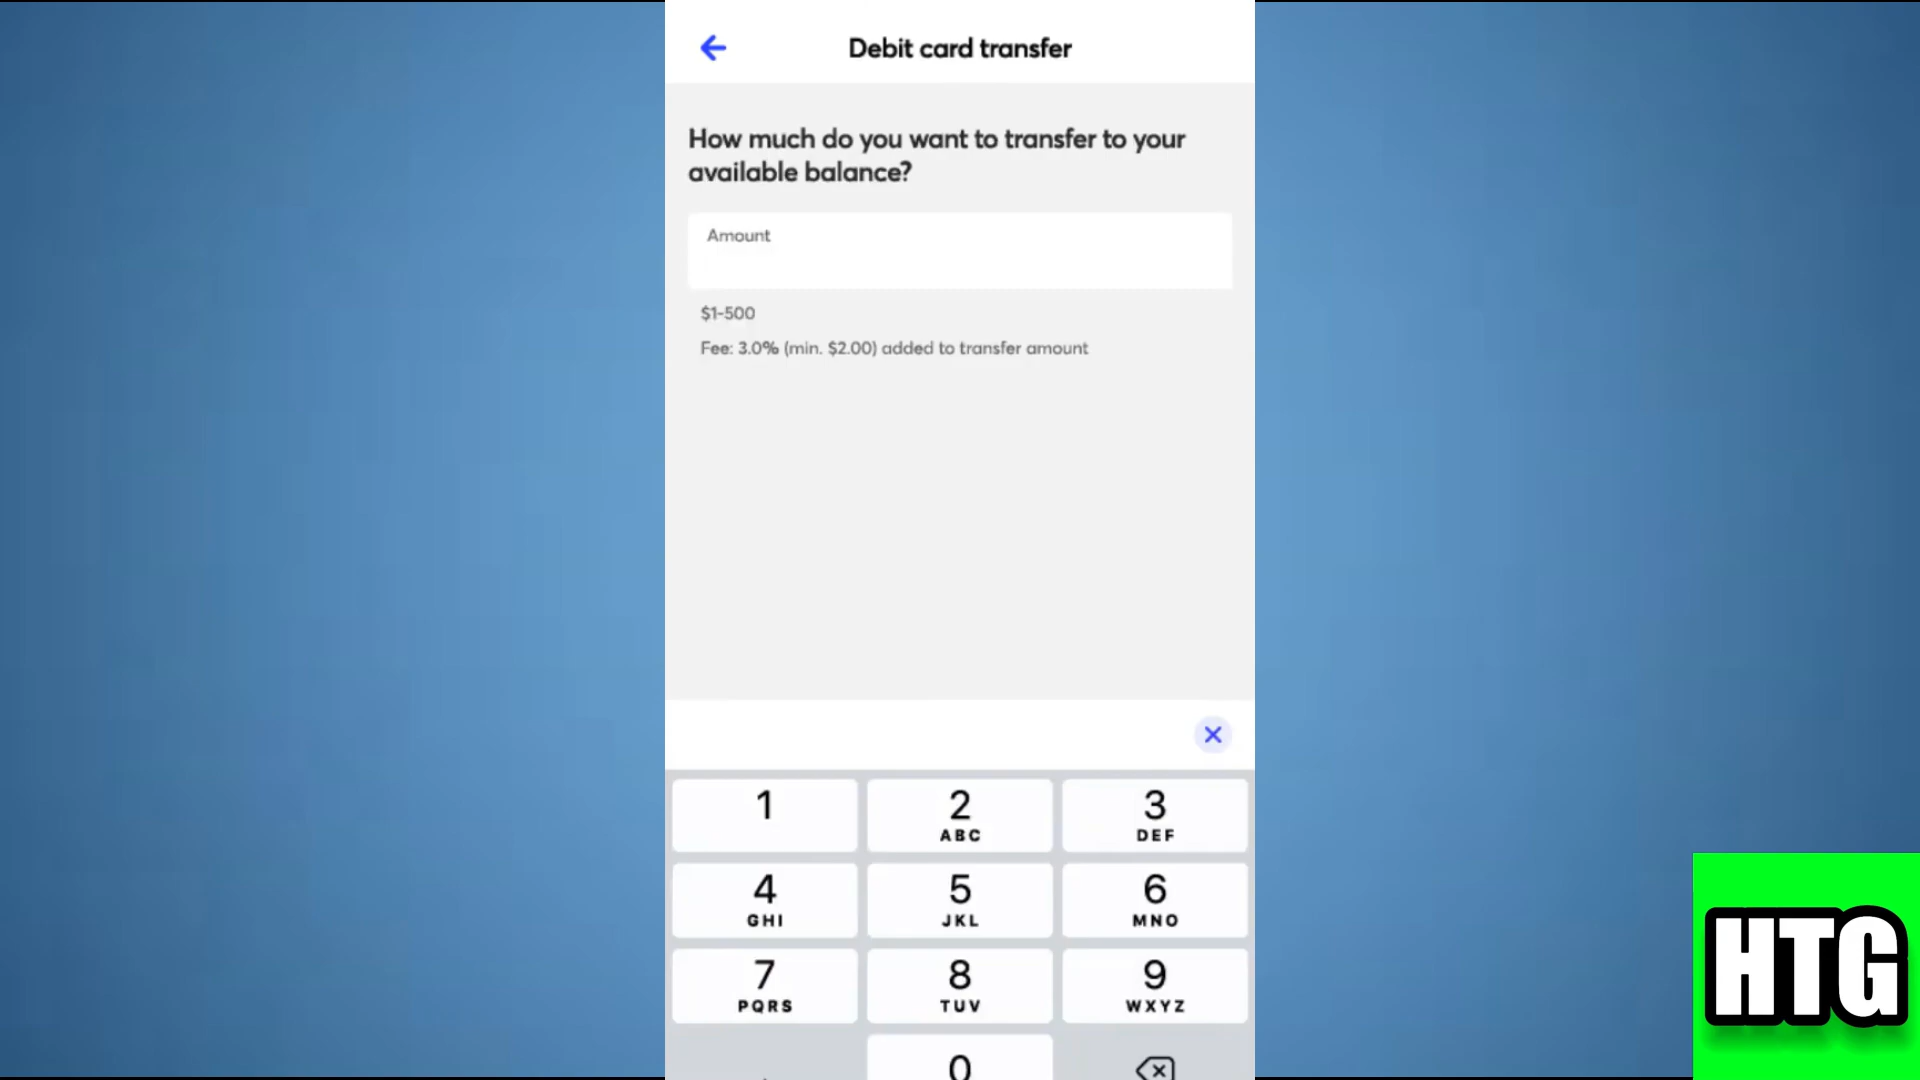 Debit card transfer
How much do you want to transfer to your
available balance?
Amount
$1-500
Fee: 3.0% (min. $2.00) added to transfer amount
1
2
ABC
3
DEF
4
GHI
5
JKL
6
MNO
7
PQRS
8
TUV
9
WXYZ
0
HTG